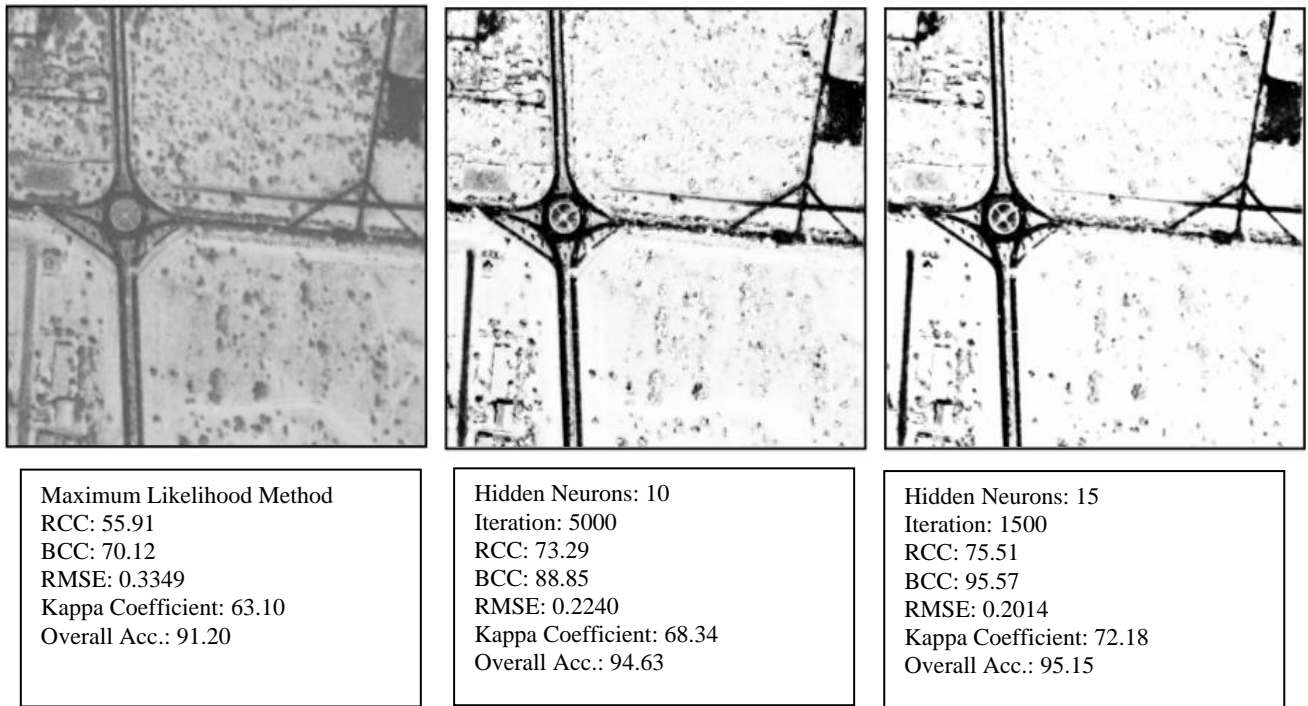 Maximum Likelihood Method
RCC: 55.91
BCC: 70.12
RMSE: 0.3349
Kappa Coefficient: 63.10
Overall Acc.: 91.20
Hidden Neurons: 10
Iteration: 5000
RCC: 73.29
BCC: 88.85
RMSE: 0.2240
Kappa Coefficient: 68.34
Overall Acc.: 94.63
Hidden Neurons: 15
Iteration: 1500
RCC: 75.51
BCC: 95.57
RMSE: 0.2014
Kappa Coefficient: 72.18
Overall Acc.: 95.15